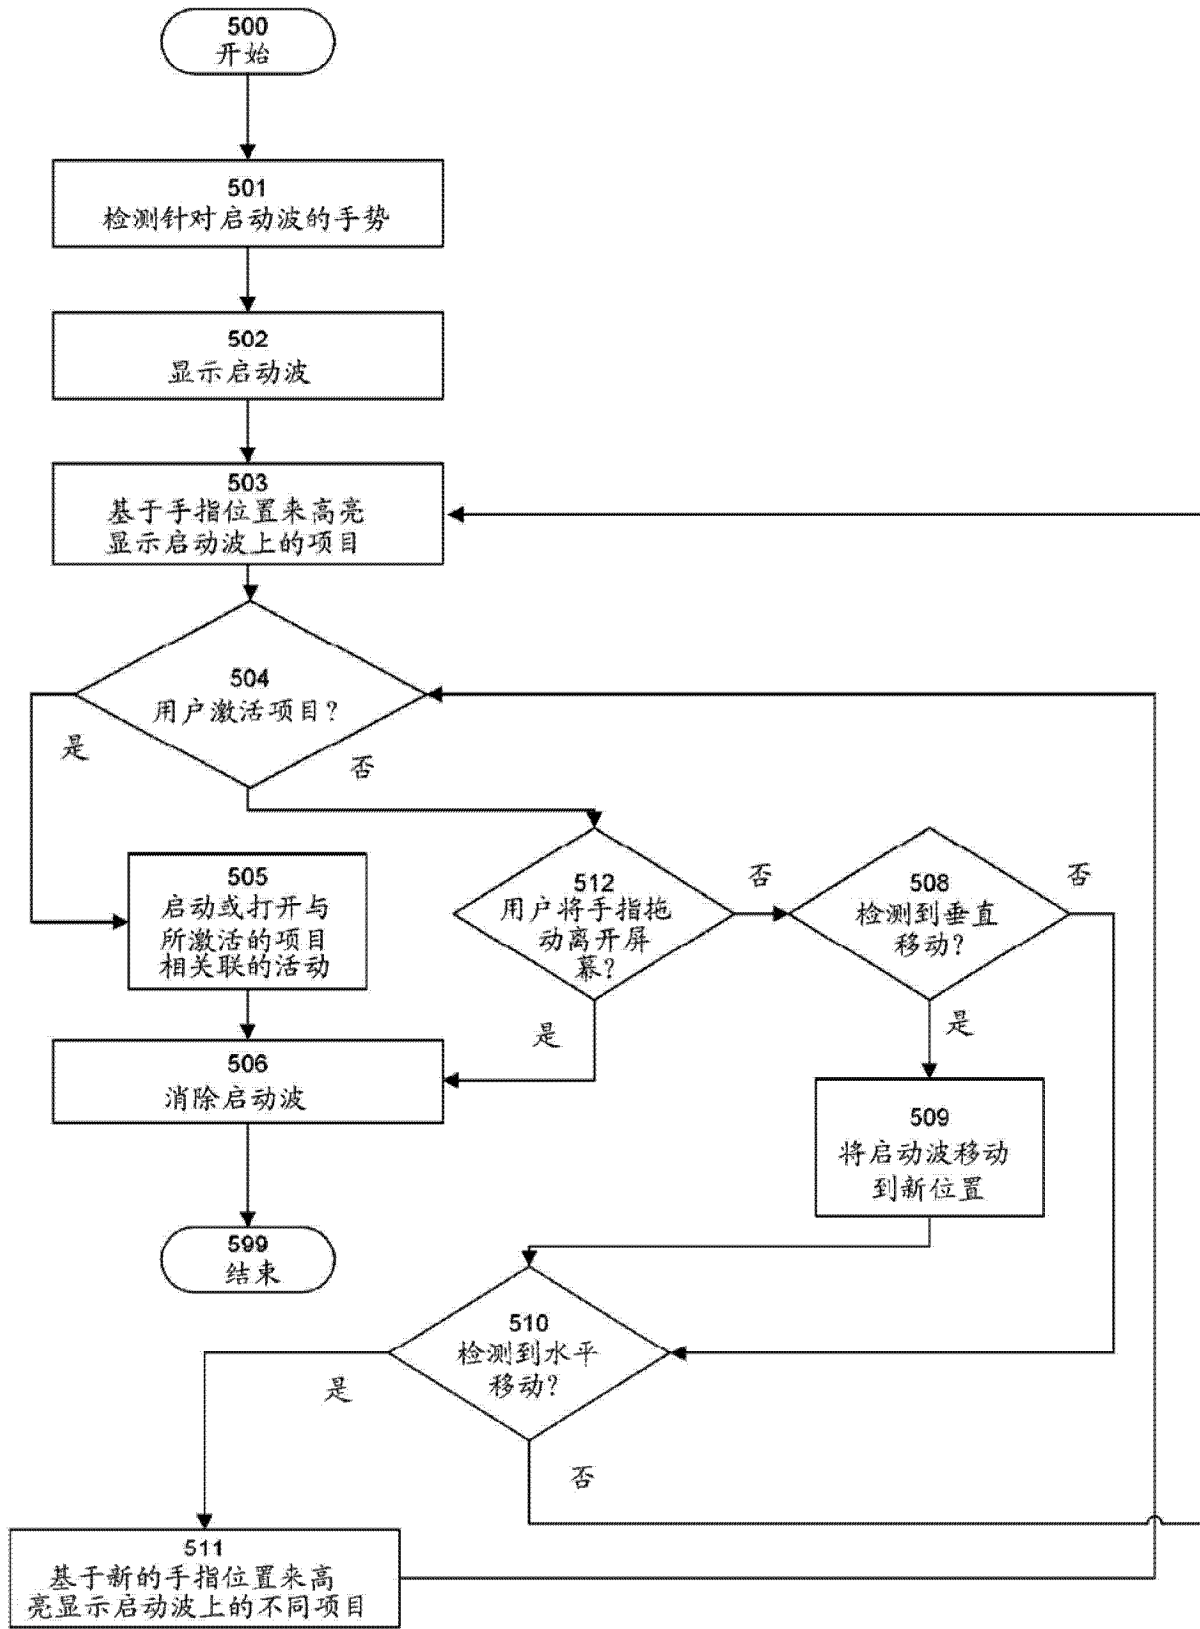 500
开始
501
检测针对启动波的手势
502
显示启动波
503
基于手指位置来高亮
显示启动波上的项目
504
用户激活项目？
是
否
505
启动或打开与
所激活的项目
相关联的活动
512
用户将手指拖
动离开屏
幕？
否
508
检测到垂直
移动？
否
是
是
506
消除启动波
509
将启动波移动
到新位置
599
结束
510
检测到水平
移动？
是
否
511
基于新的手指位置来高
亮显示启动波上的不同项目